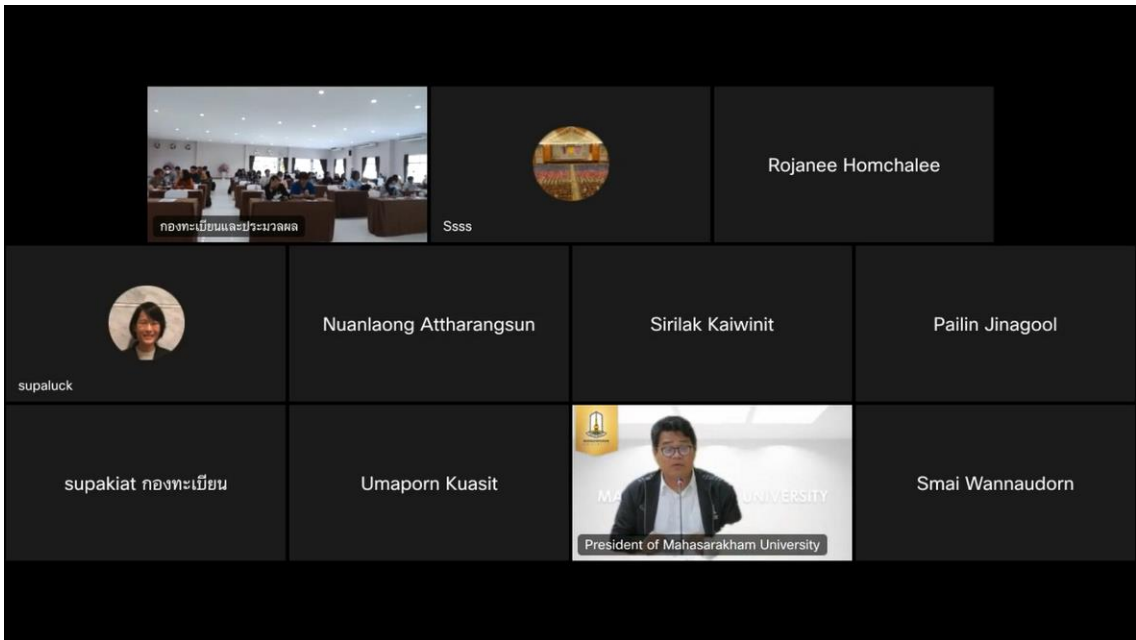 กองทะเบียนและประมวลผล
Ssss
Rojanee Homchalee
supaluck
Nuanlaong Attharangsun
Sirilak Kaiwinit
Pailin Jinagool
supakiat กองทะเบียน
Umaporn Kuasit
MA UNIVERSITY
President of Mahasarakham University
Smai Wannaudorn